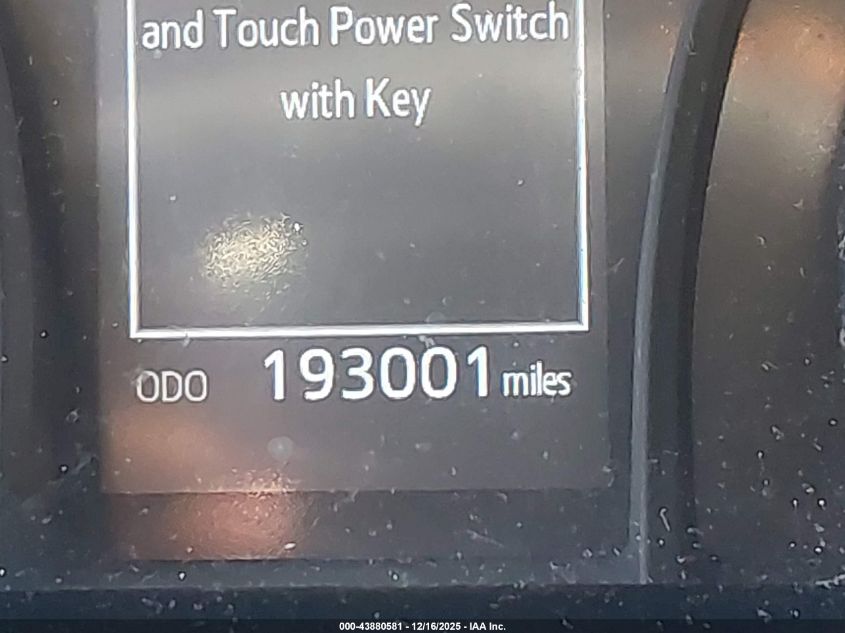 and Touch Power Switch
with Key
ODO 193001 miles
000-43880581 - 12/16/2025 - IAA Inc.